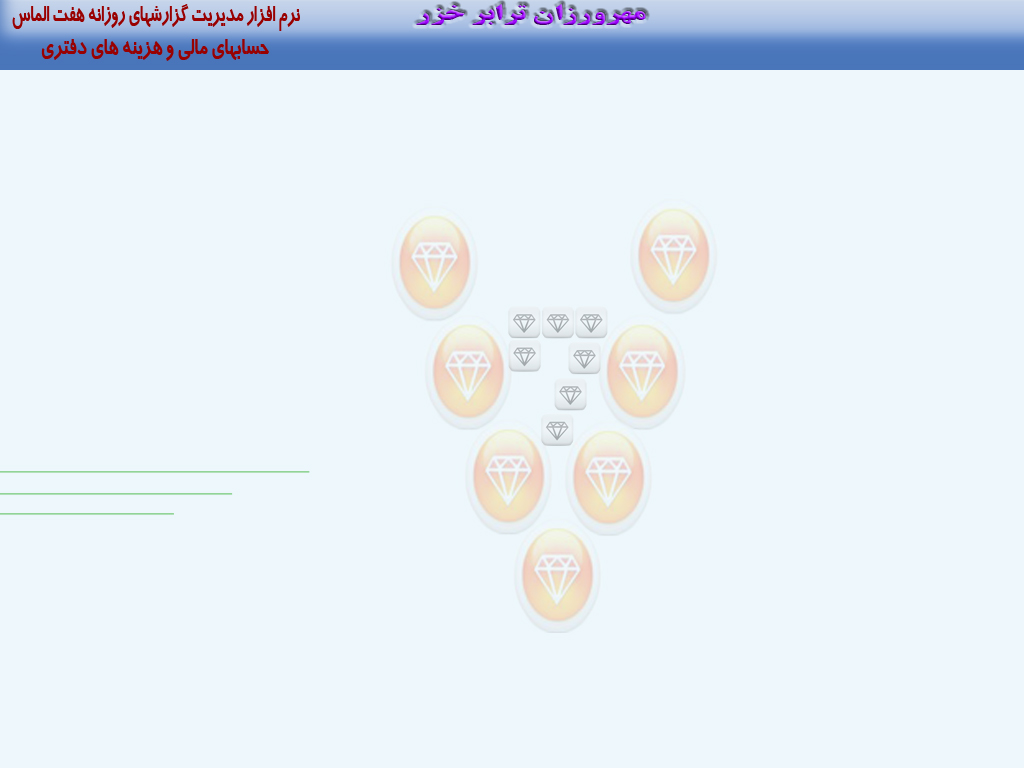 مهرورزان ترابر خزر
نرم افزار مدیریت گزارشهای روزانه هفت الماس
حسابهای مالی و هزینه های دفتری